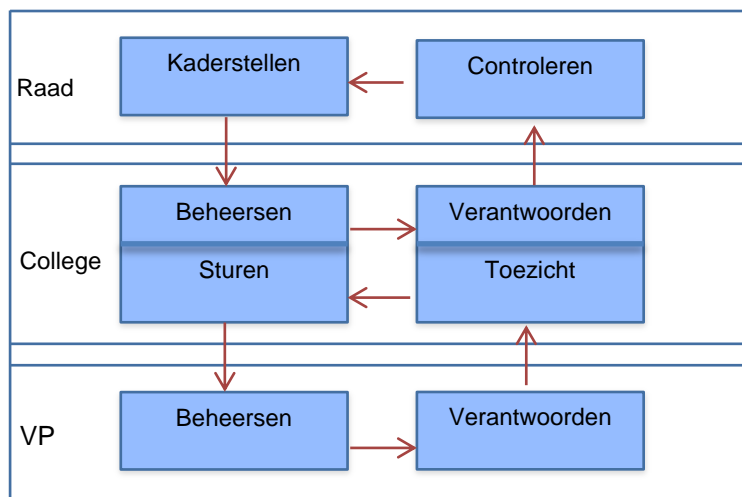 Raad
Kaderstellen
Controleren
College
Beheersen
Verantwoorden
Sturen
Toezicht
VP
Beheersen
Verantwoorden